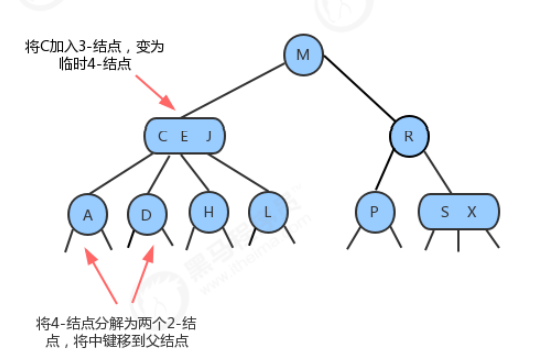 将C加入3-结点，变为
临时4-结点
M
C E J
R
A
D
H
L
P
S X
将4-结点分解为两个2-结
点，将中键移到父结点